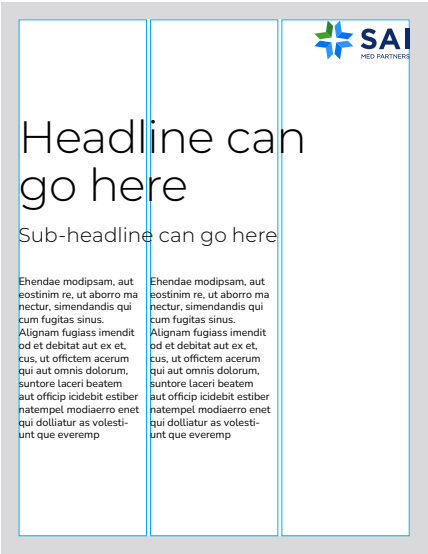 SAI
MED PARTNERS
Headline can
go here
Sub-headline can go here
Ehendae modipsam, aut
eostinim re, ut aborro ma
nectur, simendandis qui
cum fugitas sinus.
Alignam fugiass imendit
od et debitat aut ex et,
cus, ut offictem acerum
qui aut omnis dolorum,
suntore laceri beatem
aut officip icidebit estiber
natempel modiaerro enet
qui dolliatur as volesti-
unt que everemp
Ehendae modipsam, aut
eostinim re, ut aborro ma
nectur, simendandis qui
cum fugitas sinus.
Alignam fugiass imendit
od et debitat aut ex et,
cus, ut offictem acerum
qui aut omnis dolorum,
suntore laceri beatem
aut officip icidebit estiber
natempel modiaerro enet
qui dolliatur as volesti-
unt que everemp